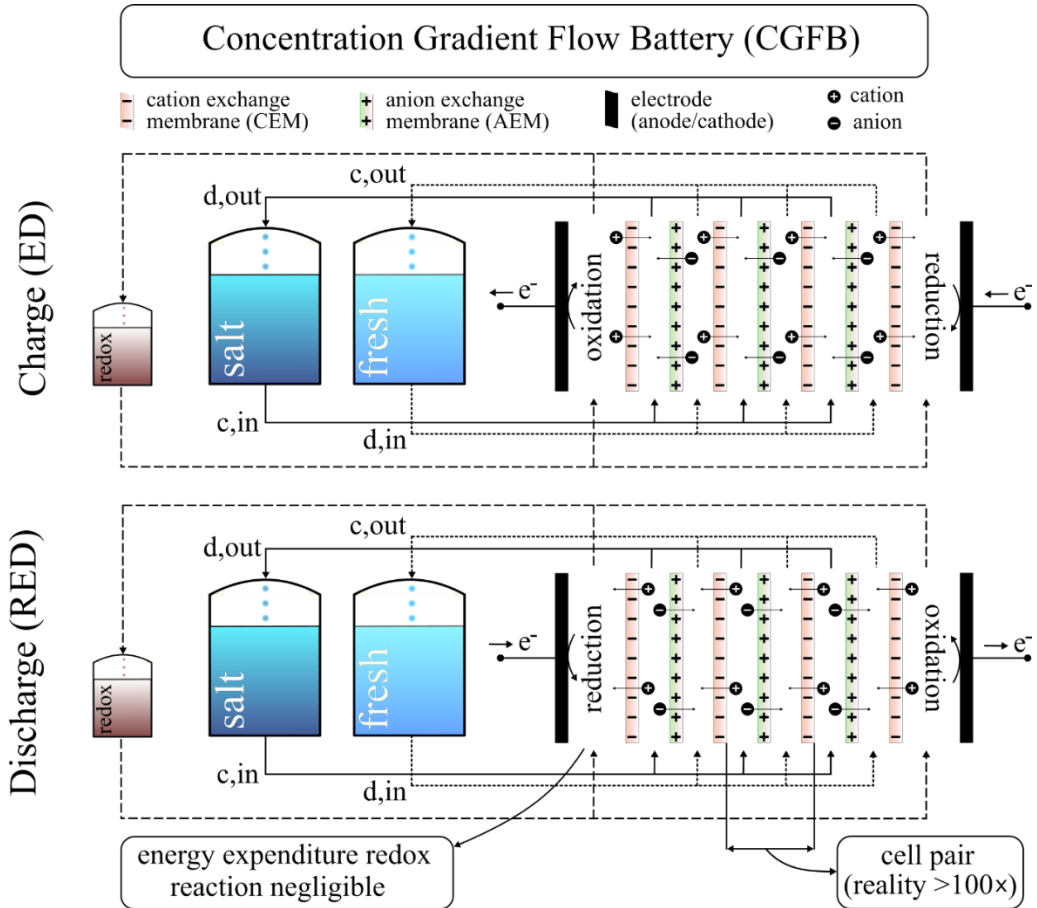 Concentration Gradient Flow Battery (CGFB)
cation exchange
membrane (CEM)
anion exchange
membrane (AEM)
electrode
(anode/cathode)
cation
anion
Charge (ED)
c,out
d,out
redox
salt
fresh
e-
oxidation
reduction
e-
c,in
d,in
Discharge (RED)
c,out
d,out
redox
salt
fresh
e-
reduction
oxidation
e-
c,in
d,in
energy expenditure redox
reaction negligible
cell pair
(reality >100×)